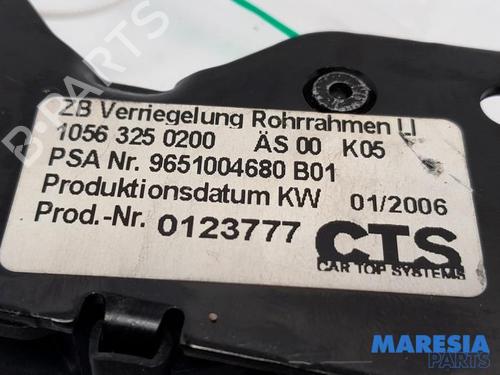 ZB Verriegelung Rohrrahmen LI
1056 325 0200 ÄS 00 K05
PSA Nr. 9651004680 B01
Produktionsdatum KW 01/2006
Prod.-Nr. 0123777 CTS
CAR TOP SYSTEMS
MARESIA
PARTS